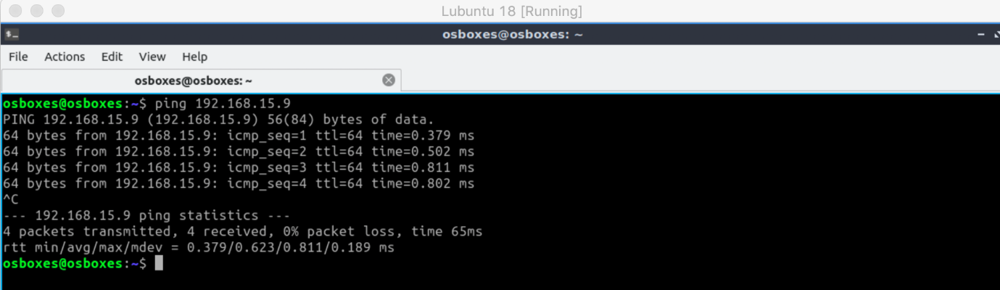 Lubuntu 18 [Running]
osboxes@osboxes: ~
File Actions Edit View Help
osboxes@osboxes: ~
osboxes@osboxes:~$ ping 192.168.15.9
PING 192.168.15.9 (192.168.15.9) 56(84) bytes of data.
64 bytes from 192.168.15.9: icmp_seq=1 ttl=64 time=0.379 ms
64 bytes from 192.168.15.9: icmp_seq=2 ttl=64 time=0.502 ms
64 bytes from 192.168.15.9: icmp_seq=3 ttl=64 time=0.811 ms
64 bytes from 192.168.15.9: icmp_seq=4 ttl=64 time=0.802 ms
^C
--- 192.168.15.9 ping statistics ---
4 packets transmitted, 4 received, 0% packet loss, time 65ms
rtt min/avg/max/mdev = 0.379/0.623/0.811/0.189 ms
osboxes@osboxes:~$